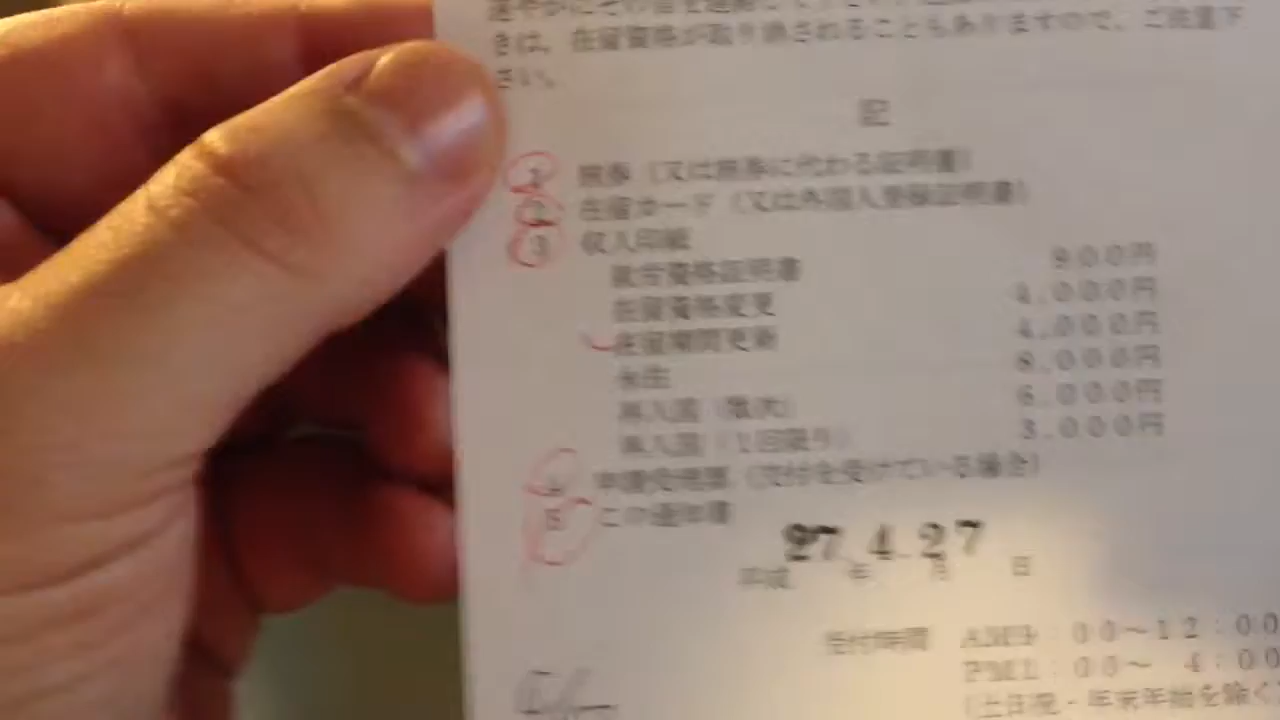 きは、在留資格が取り消されることもありますので、ご注意下
さい。
記
1 旅券（又は旅券に代わる証明書）
2 在留カード（又は外国人登録証明書）
3 収入印紙
就労資格証明書 900円
在留資格変更 4,000円
在留期間更新 4,000円
永住 8,000円
再入国（数次） 6,000円
再入国（1回限り） 3,000円
4 申請受理票（交付を受けている場合）
5 この通知書
27.4.27
平成 年 月 日
受付時間 AM9:00～12:00
PM1:00～ 4:00
（土日祝・年末年始を除く）